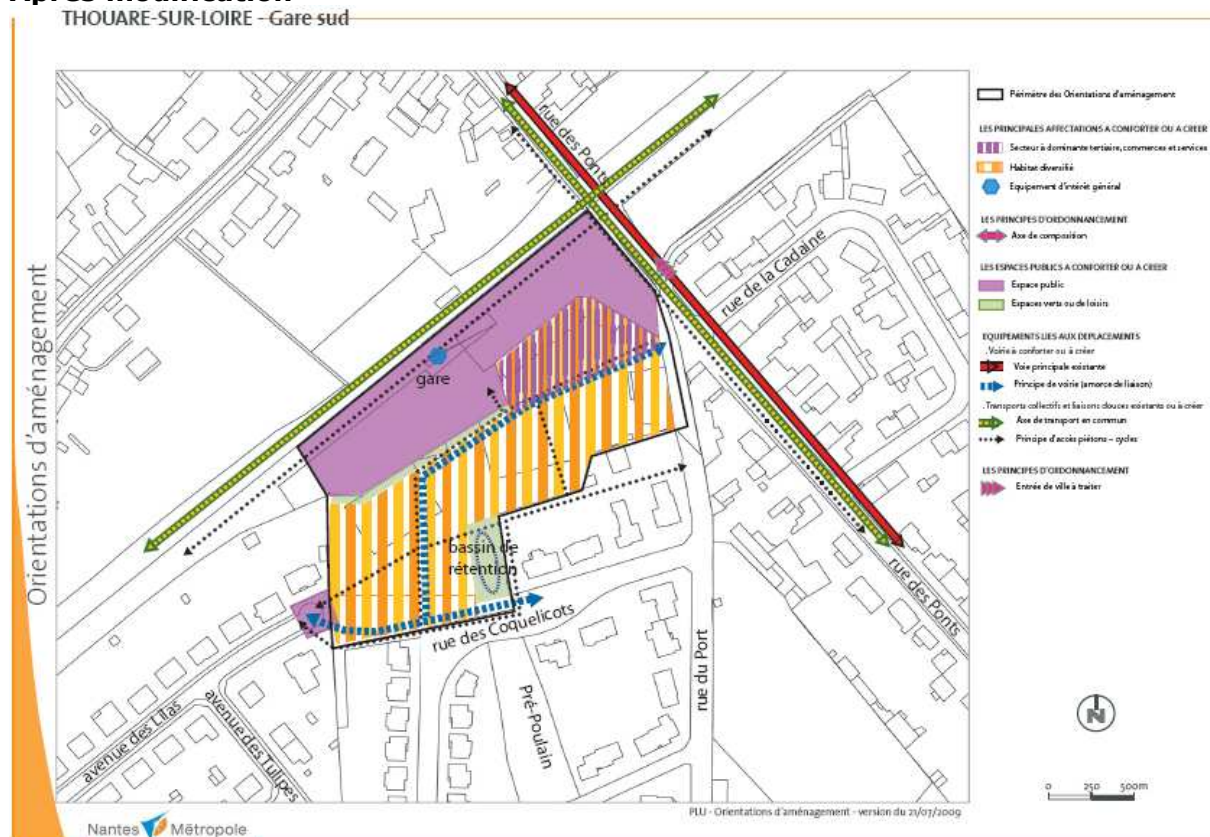 Après modification
THOUARE-SUR-LOIRE - Gare sud
Orientations d'aménagement
rue des Ponts
rue de la Cadaine
gare
bassin de
rétention
rue des Coquelicots
rue du Port
rue des Ponts
Pré-Poulain
avenue des Lilas
avenue des Tulipes
Périmètre des Orientations d'aménagement
LES PRINCIPALES AFFECTATIONS A CONFORTER OU A CREER
Secteur à dominante tertiaire, commerces et services
Habitat diversifié
Equipement d'intérêt général
LES PRINCIPES D'ORDONNANCEMENT
Axe de composition
LES ESPACES PUBLICS A CONFORTER OU A CREER
Espace public
Espaces verts ou de loisirs
EQUIPEMENTS LIES AUX DEPLACEMENTS
. Voirie à conforter ou à créer
Voie principale existante
Principe de voirie (amorce de liaison)
. Transports collectifs et liaisons douces existants ou à créer
Axe de transport en commun
Principe d'accès piétons – cycles
LES PRINCIPES D'ORDONNANCEMENT
Entrée de ville à traiter
N
0 250 500m
PLU - Orientations d'aménagement - version du 21/07/2009
Nantes Métropole